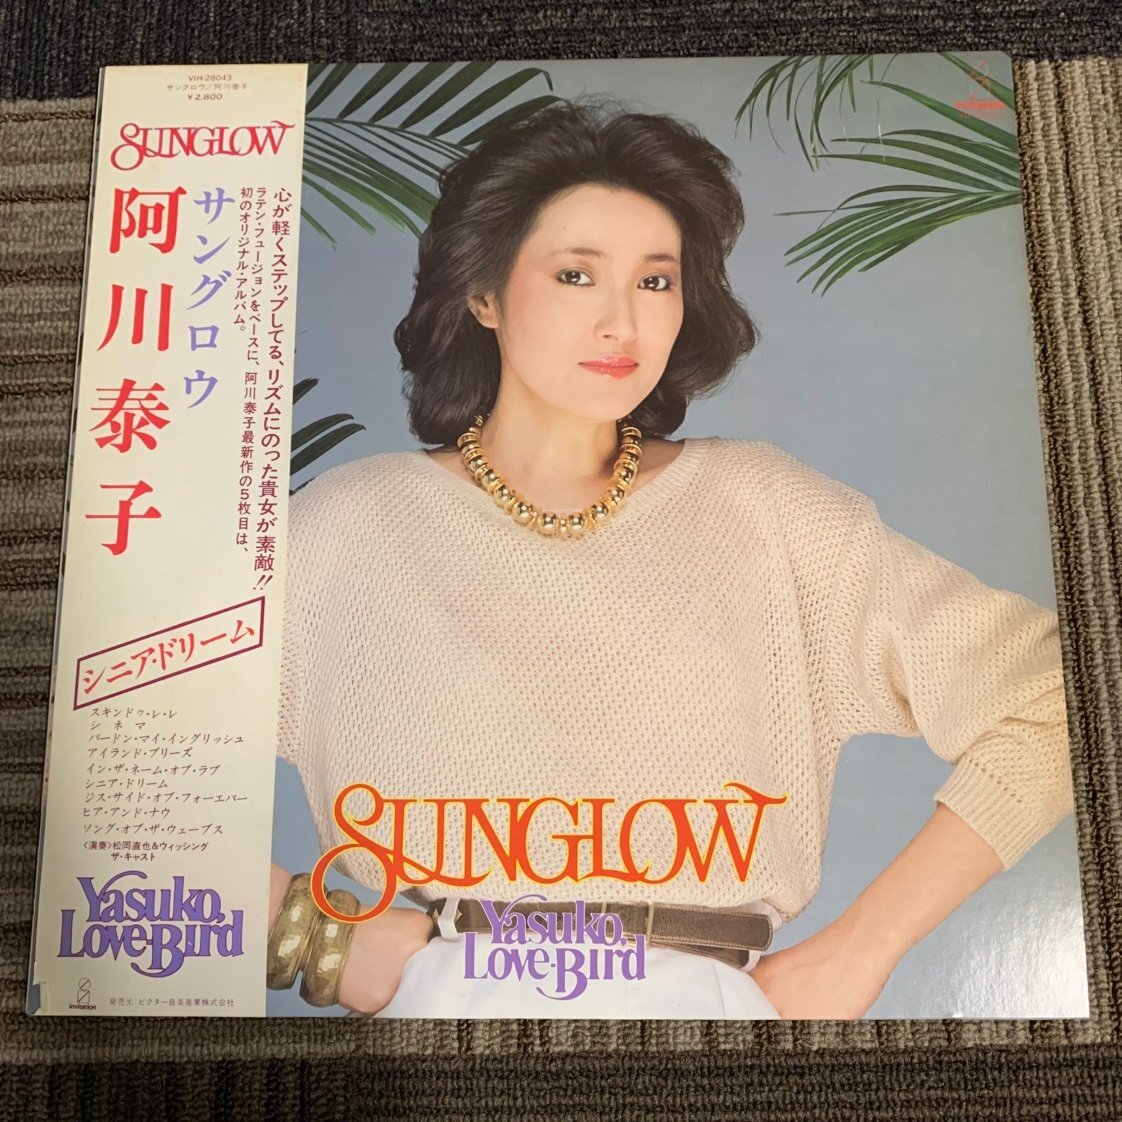 VIH-28043
サングロウ/阿川泰子
¥2,800
SUNGLOW
サングロウ
阿川泰子
心が軽くステップしてる、リズムにのった貴女が素敵!!
ラテン・フュージョンをベースに、阿川泰子最新作の5枚目は、
初のオリジナル・アルバム。
シニア・ドリーム
スキンドゥ・レ・レ
シネマ
パードン・マイ・イングリッシュ
アイランド・ブリーズ
イン・ザ・ネーム・オブ・ラブ
シニア・ドリーム
ジス・サイド・オブ・フォーエバー
ヒア・アンド・ナウ
ソング・オブ・ザ・ウェーブス
〈演奏〉松岡直也&ウィッシング
ザ・キャスト
Yasuko,
Love-Bird
invitation
発売元:ビクター音楽産業株式会社
SUNGLOW
Yasuko,
Love-Bird